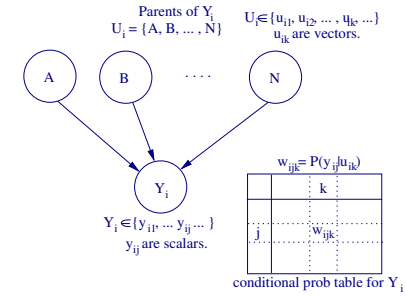 Parents of Y_i
U_i = {A, B, ... , N}
U_i∈{u_i1, u_i2, ... , u_ik, ...}
u_ik are vectors.
A
B
. . . .
N
Y_i
Y_i ∈{y_i1, ... y_ij ... }
y_ij are scalars.
w_ijk = P(y_ij|u_ik)
k
j
w_ijk
conditional prob table for Y_i